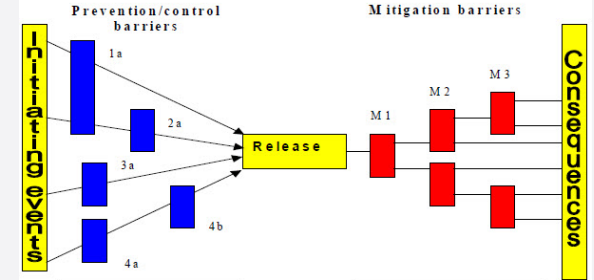 Prevention/control
barriers
Mitigation barriers
Initiating events
1a
2a
3a
4a
4b
Release
M1
M2
M3
Consequences